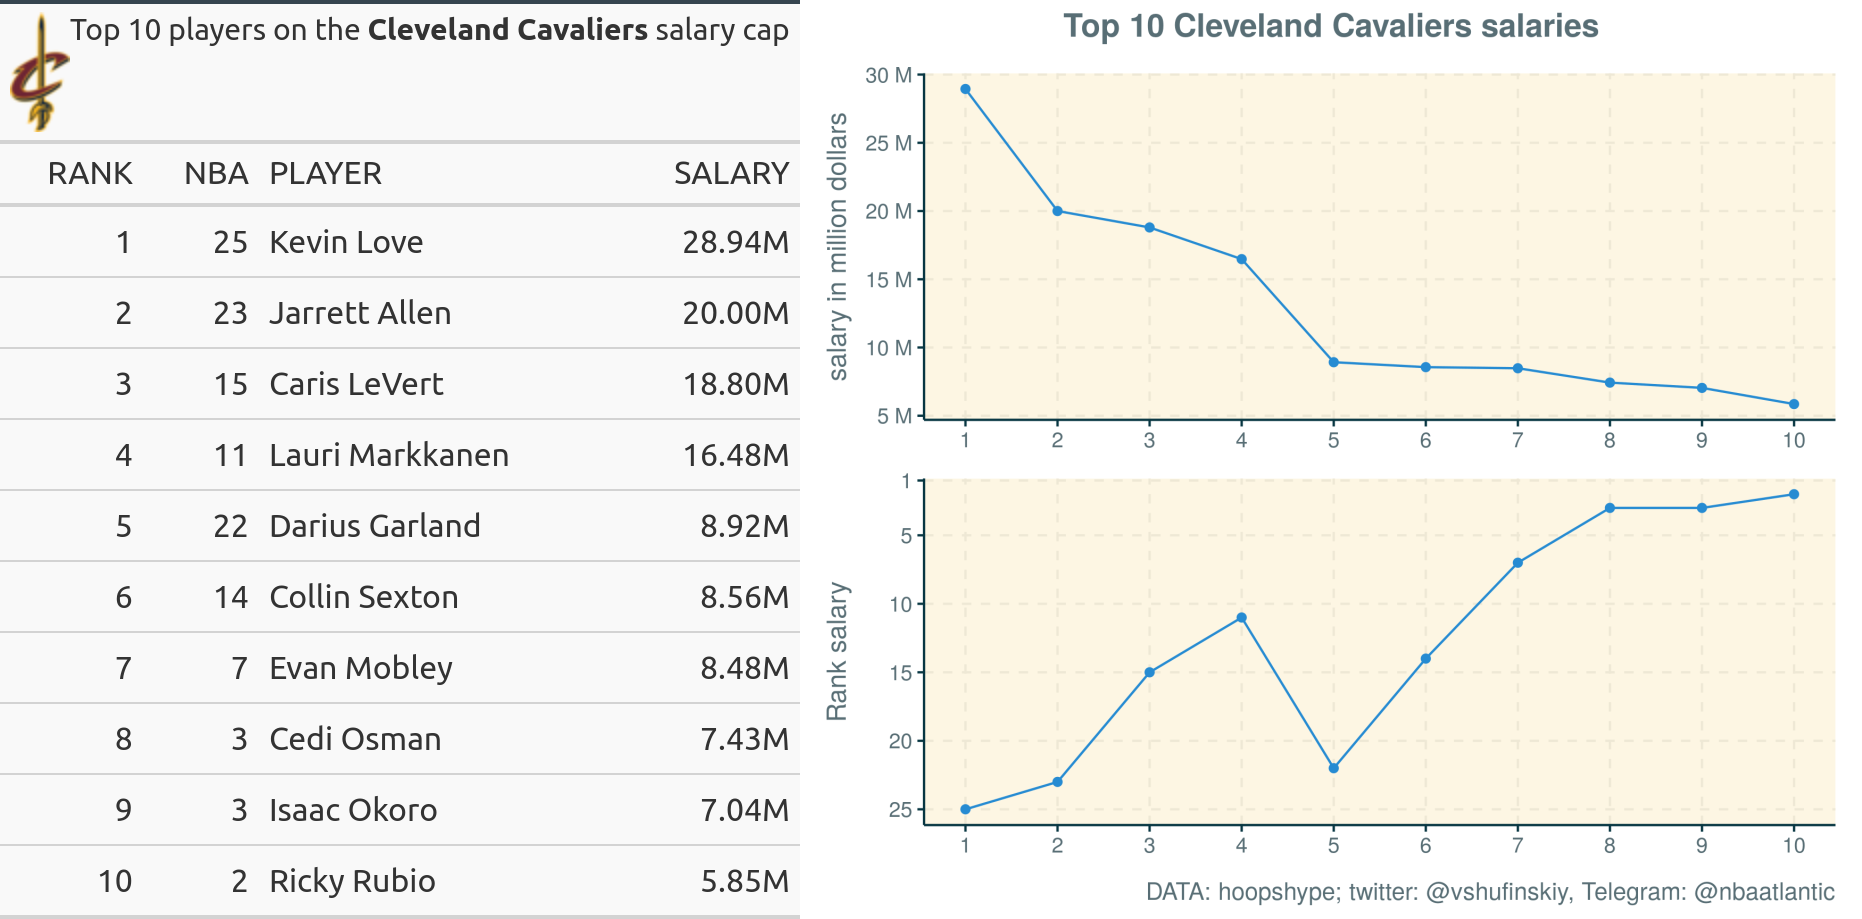 Top 10 players on the Cleveland Cavaliers salary cap
RANK NBA PLAYER SALARY
1 25 Kevin Love 28.94M
2 23 Jarrett Allen 20.00M
3 15 Caris LeVert 18.80M
4 11 Lauri Markkanen 16.48M
5 22 Darius Garland 8.92M
6 14 Collin Sexton 8.56M
7 7 Evan Mobley 8.48M
8 3 Cedi Osman 7.43M
9 3 Isaac Okoro 7.04M
10 2 Ricky Rubio 5.85M
Top 10 Cleveland Cavaliers salaries
salary in million dollars
30 M
25 M
20 M
15 M
10 M
5 M
1 2 3 4 5 6 7 8 9 10
Rank salary
1
5
10
15
20
25
1 2 3 4 5 6 7 8 9 10
DATA: hoopshype; twitter: @vshufinskiy, Telegram: @nbaatlantic